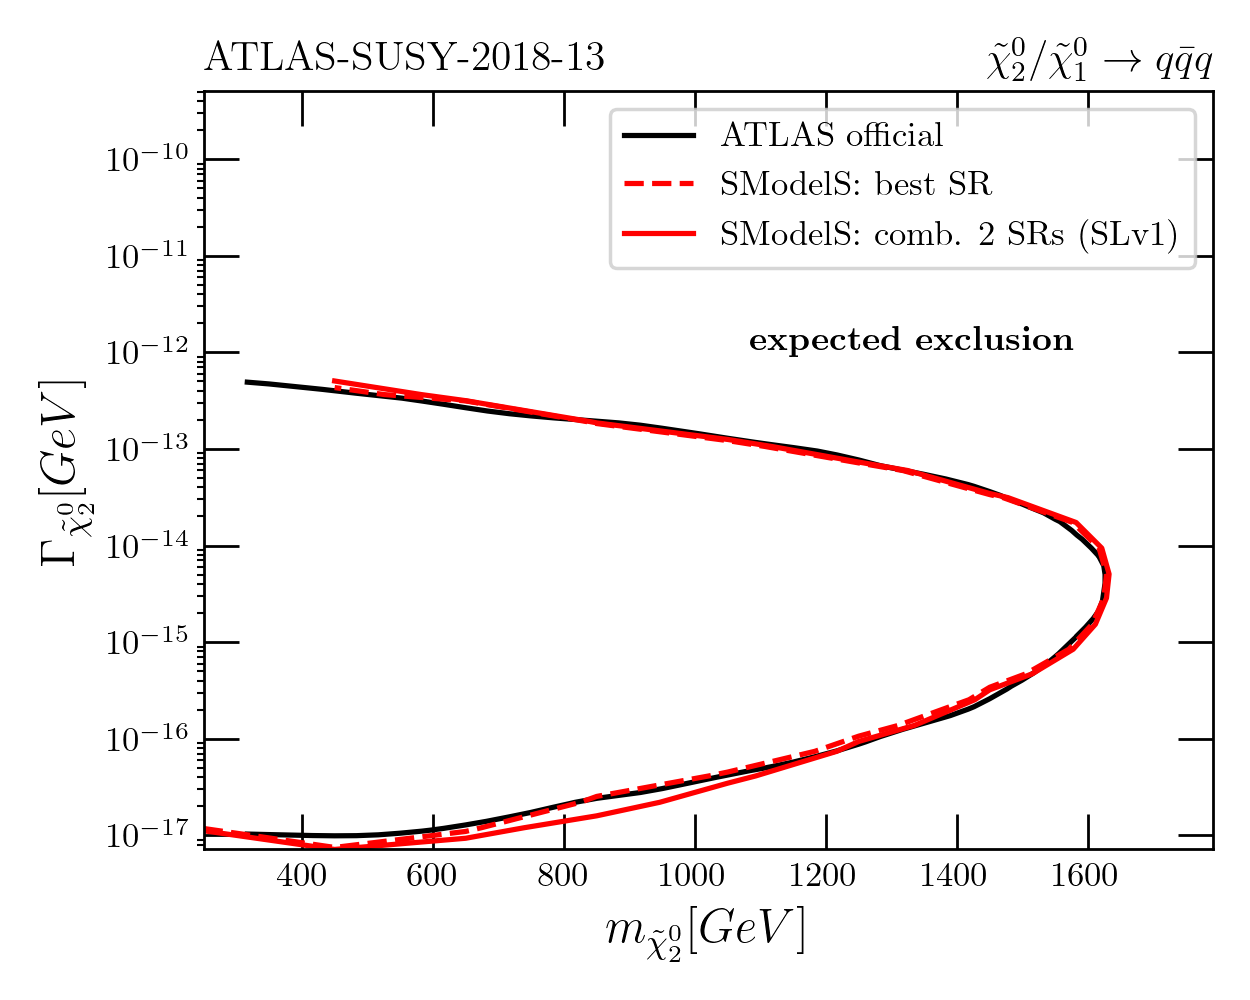 ATLAS-SUSY-2018-13
χ̃⁰₂/χ̃⁰₁ → qq̄q
ATLAS official
SModelS: best SR
SModelS: comb. 2 SRs (SLv1)
expected exclusion
10⁻¹⁰
10⁻¹¹
10⁻¹²
10⁻¹³
10⁻¹⁴
10⁻¹⁵
10⁻¹⁶
10⁻¹⁷
Γχ̃⁰₂[GeV]
400 600 800 1000 1200 1400 1600
mχ̃⁰₂[GeV]